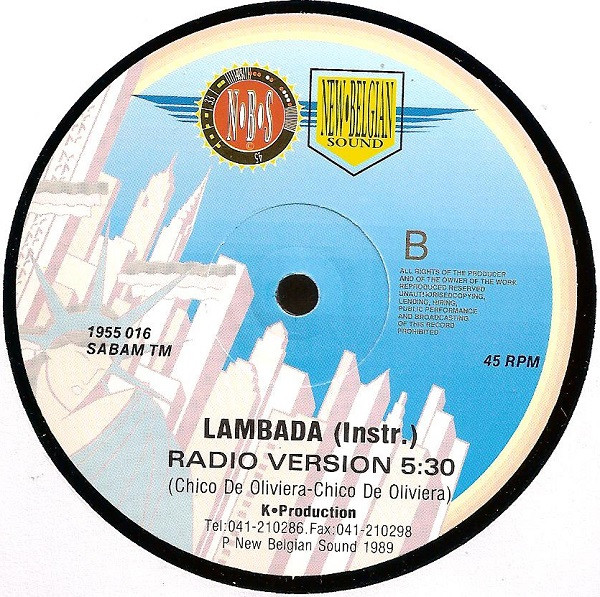 33
N•B•S
45
NEW•BELGIAN
SOUND
B
ALL RIGHTS OF THE PRODUCER
AND OF THE OWNER OF THE WORK
REPRODUCED RESERVED
UNAUTHORISEDCOPYING,
LENDING, HIRING,
PUBLIC PERFORMANCE
AND BROADCASTING
OF THIS RECORD
PROHIBITED
1955 016
SABAM TM
45 RPM
LAMBADA (Instr.)
RADIO VERSION 5:30
(Chico De Oliviera-Chico De Oliviera)
K•Production
Tel:041-210286.Fax:041-210298
P New Belgian Sound 1989